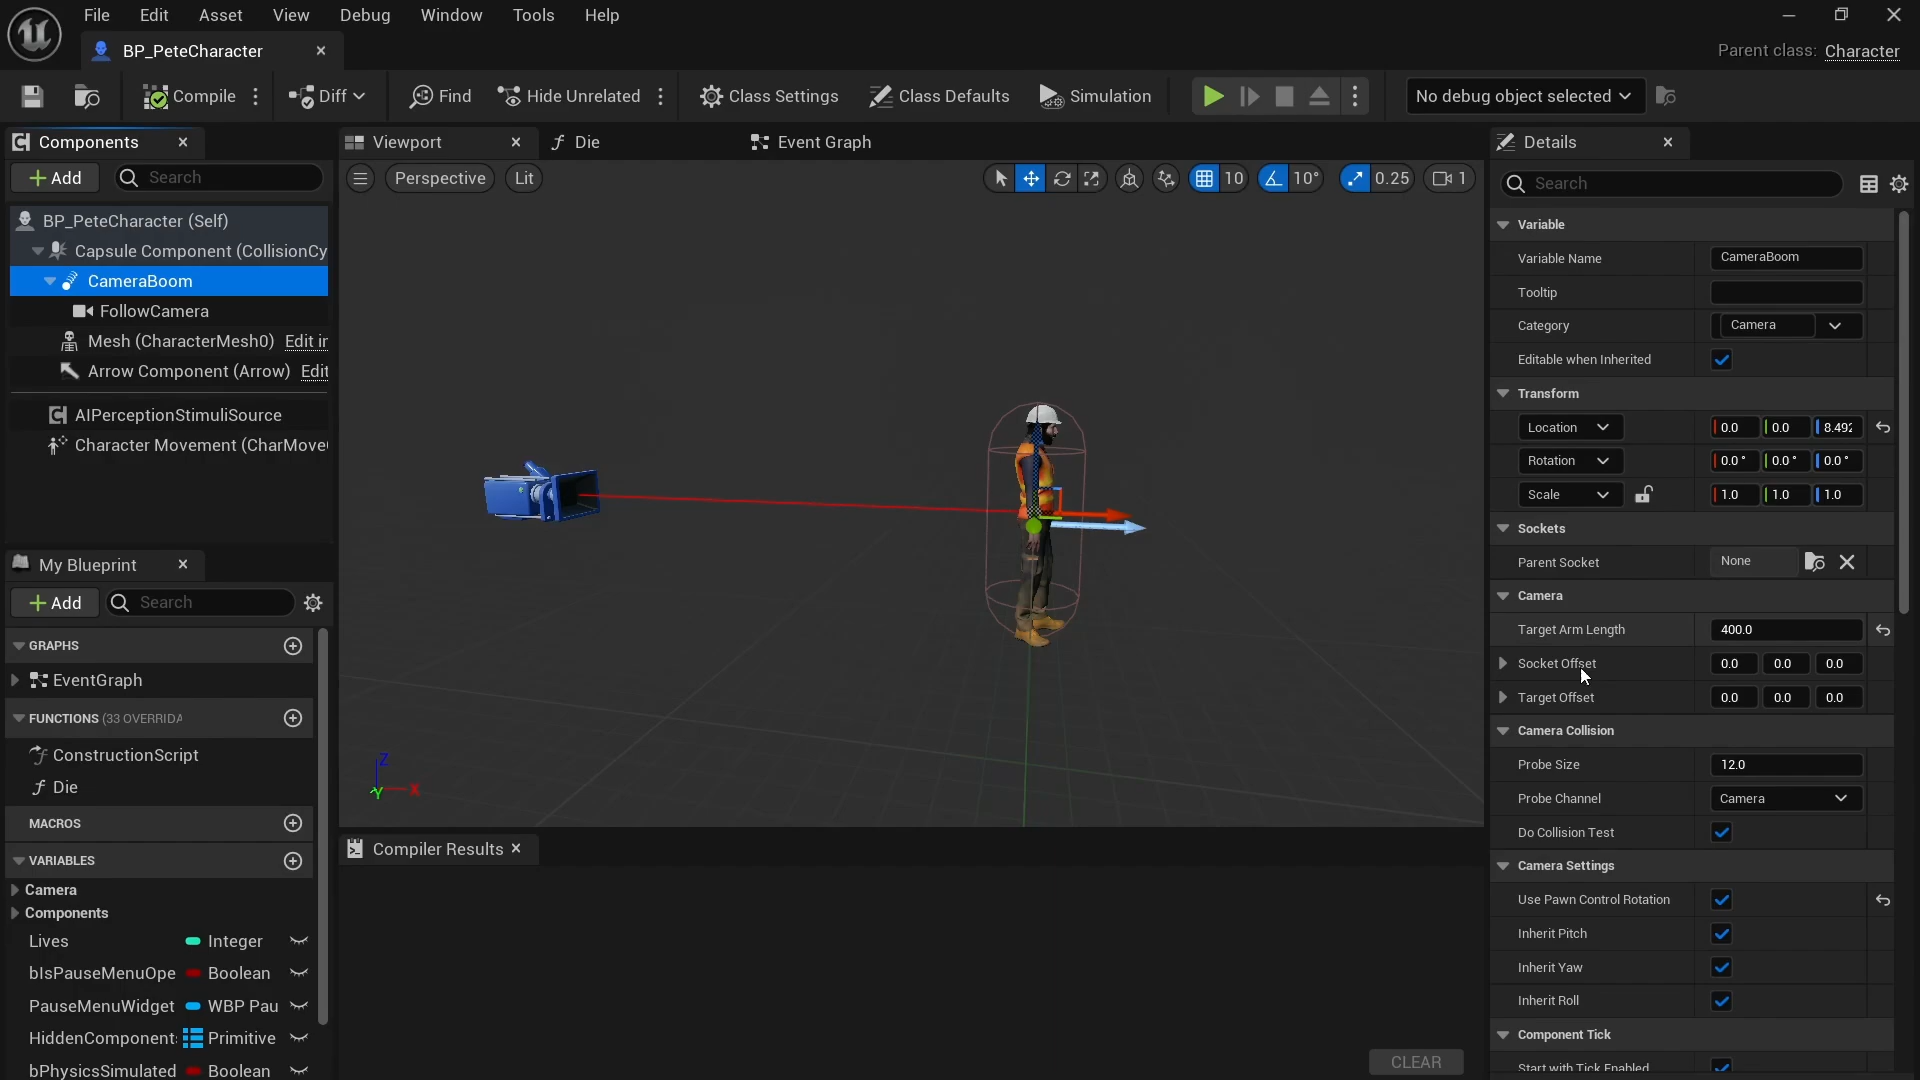 File Edit Asset View Debug Window Tools Help
BP_PeteCharacter
Parent class: Character
Compile Diff Find Hide Unrelated Class Settings Class Defaults Simulation No debug object selected
Components
Viewport Die Event Graph
Details
Add Search
Perspective Lit 10 10° 0.25 1
Search
BP_PeteCharacter (Self)
Capsule Component (CollisionCy
CameraBoom
FollowCamera
Mesh (CharacterMesh0) Edit in
Arrow Component (Arrow) Edit
AIPerceptionStimuliSource
Character Movement (CharMove
My Blueprint
Add Search
GRAPHS
EventGraph
FUNCTIONS (33 OVERRIDA
ConstructionScript
Die
MACROS
VARIABLES
Camera
Components
Lives Integer
bIsPauseMenuOpe Boolean
PauseMenuWidget WBP Pau
HiddenComponent Primitive
bPhysicsSimulated Boolean
Z
Y X
Compiler Results
CLEAR
Variable
Variable Name CameraBoom
Tooltip
Category Camera
Editable when Inherited
Transform
Location 0.0 0.0 8.492
Rotation 0.0° 0.0° 0.0°
Scale 1.0 1.0 1.0
Sockets
Parent Socket None
Camera
Target Arm Length 400.0
Socket Offset 0.0 0.0 0.0
Target Offset 0.0 0.0 0.0
Camera Collision
Probe Size 12.0
Probe Channel Camera
Do Collision Test
Camera Settings
Use Pawn Control Rotation
Inherit Pitch
Inherit Yaw
Inherit Roll
Component Tick
Start with Tick Enabled